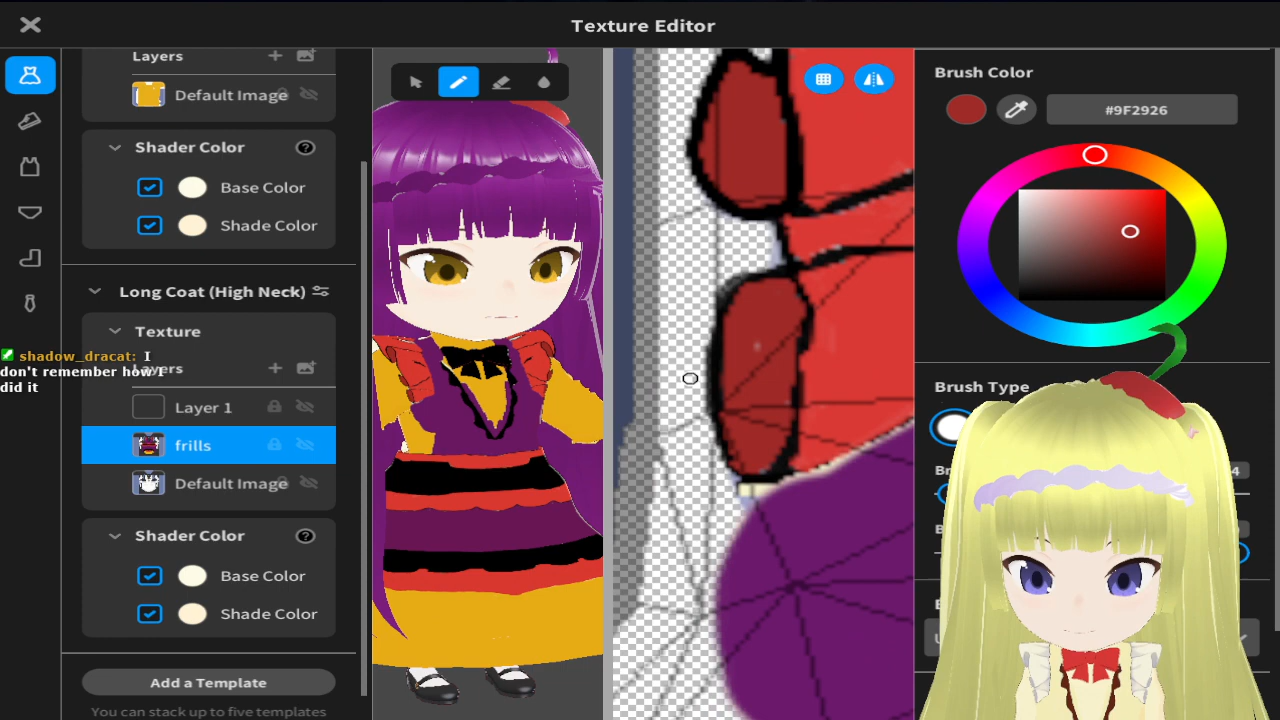 Texture Editor
Layers
Default Image
Shader Color
Base Color
Shade Color
Long Coat (High Neck)
Texture
shadow_dracat: I
don't remember how I
did it
Layers
Layer 1
frills
Default Image
Shader Color
Base Color
Shade Color
Add a Template
You can stack up to five templates
Brush Color
#9F2926
Brush Type